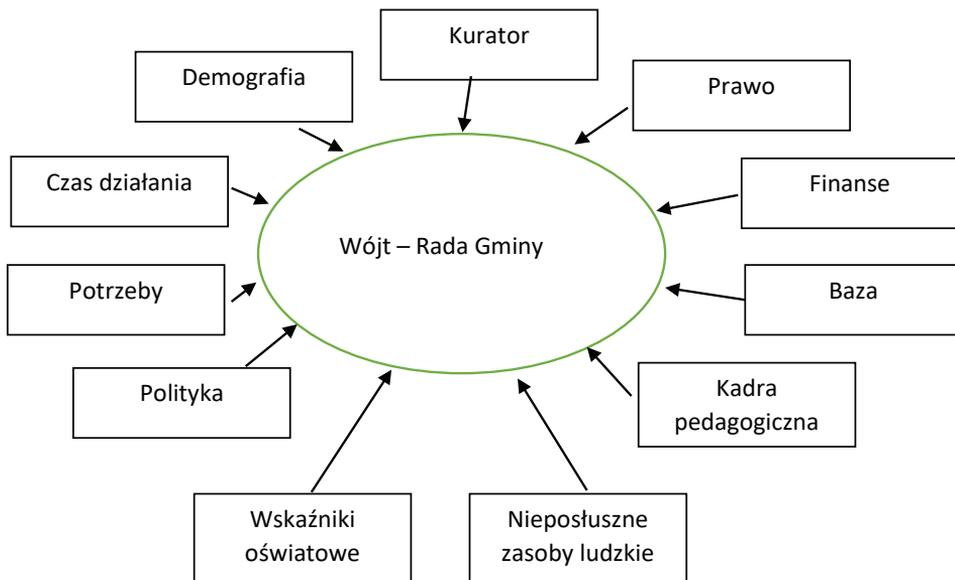 Kurator
Demografia
Prawo
Czas działania
Finanse
Wójt – Rada Gminy
Potrzeby
Baza
Polityka
Kadra
pedagogiczna
Wskaźniki
oświatowe
Nieposłuszne
zasoby ludzkie